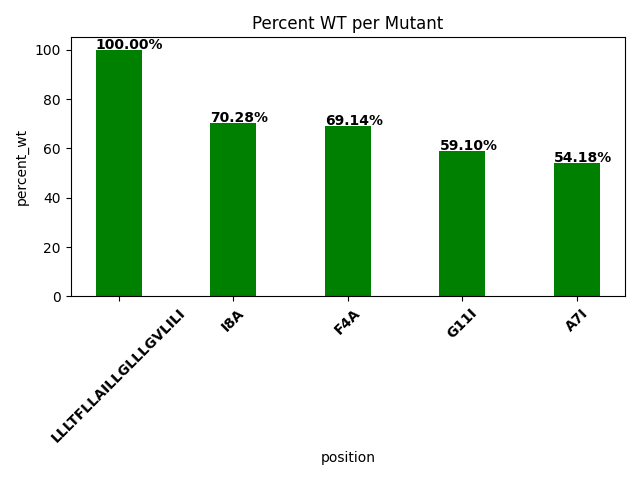 Percent WT per Mutant
percent_wt
100
80
60
40
20
0
100.00%
70.28%
69.14%
59.10%
54.18%
LLLTFLLAILLGLLLGVLILI
I8A
F4A
G11I
A7I
position